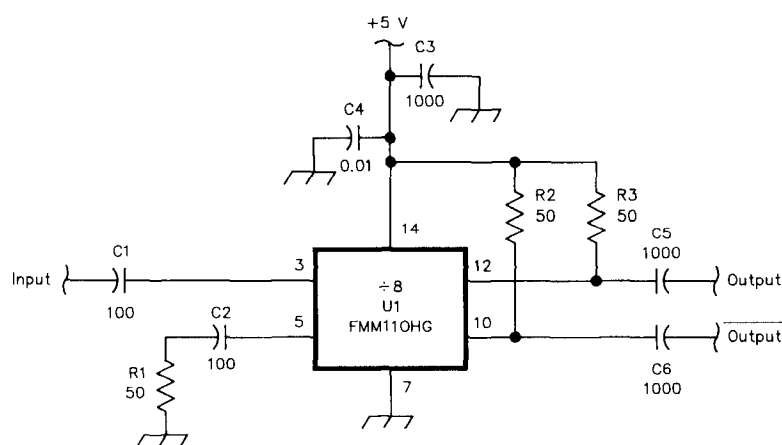 +5 V
C3
1000
C4
0.01
R2
50
R3
50
14
C1
Input
100
3
÷8
U1
FMM110HG
12
C5
1000
Output
C2
100
5
10
Output
C6
1000
R1
50
7